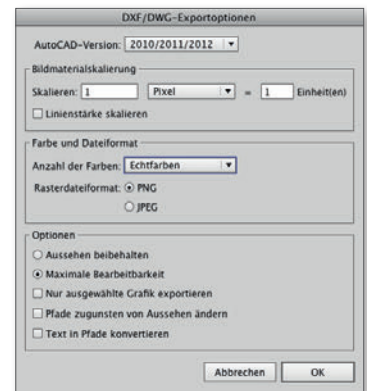 DXF/DWG-Exportoptionen
AutoCAD-Version: 2010/2011/2012
Bildmaterialskalierung
Skalieren: 1 Pixel = 1 Einheit(en)
Linienstärke skalieren
Farbe und Dateiformat
Anzahl der Farben: Echtfarben
Rasterdateiformat: PNG
JPEG
Optionen
Aussehen beibehalten
Maximale Bearbeitbarkeit
Nur ausgewählte Grafik exportieren
Pfade zugunsten von Aussehen ändern
Text in Pfade konvertieren
Abbrechen OK